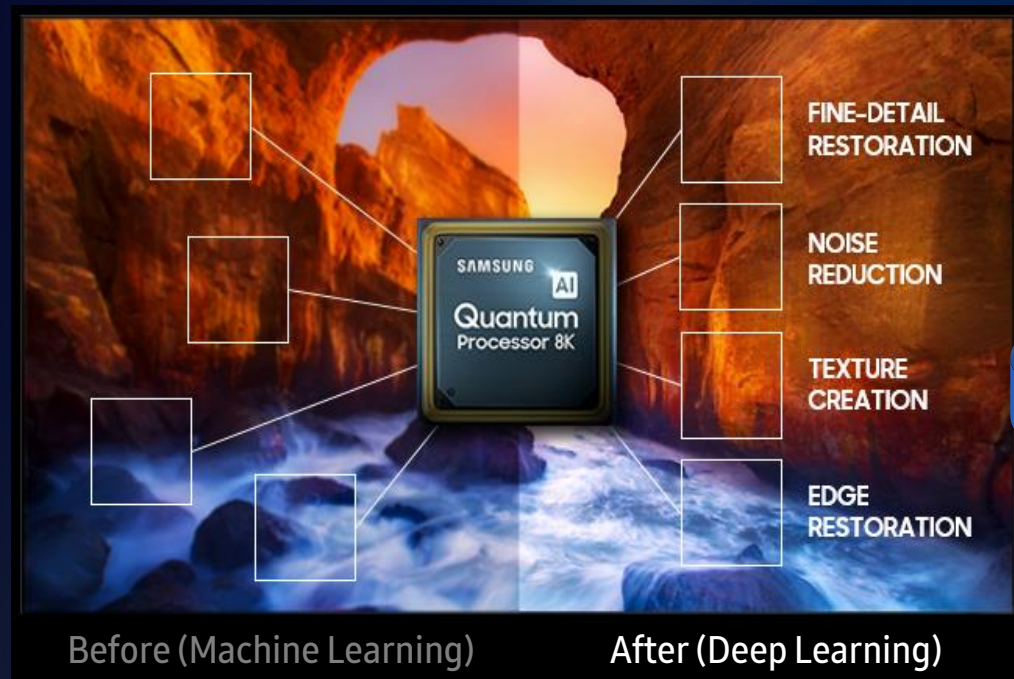 FINE-DETAIL
RESTORATION
NOISE
REDUCTION
TEXTURE
CREATION
EDGE
RESTORATION
SAMSUNG
AI
Quantum
Processor 8K
Before (Machine Learning)
After (Deep Learning)